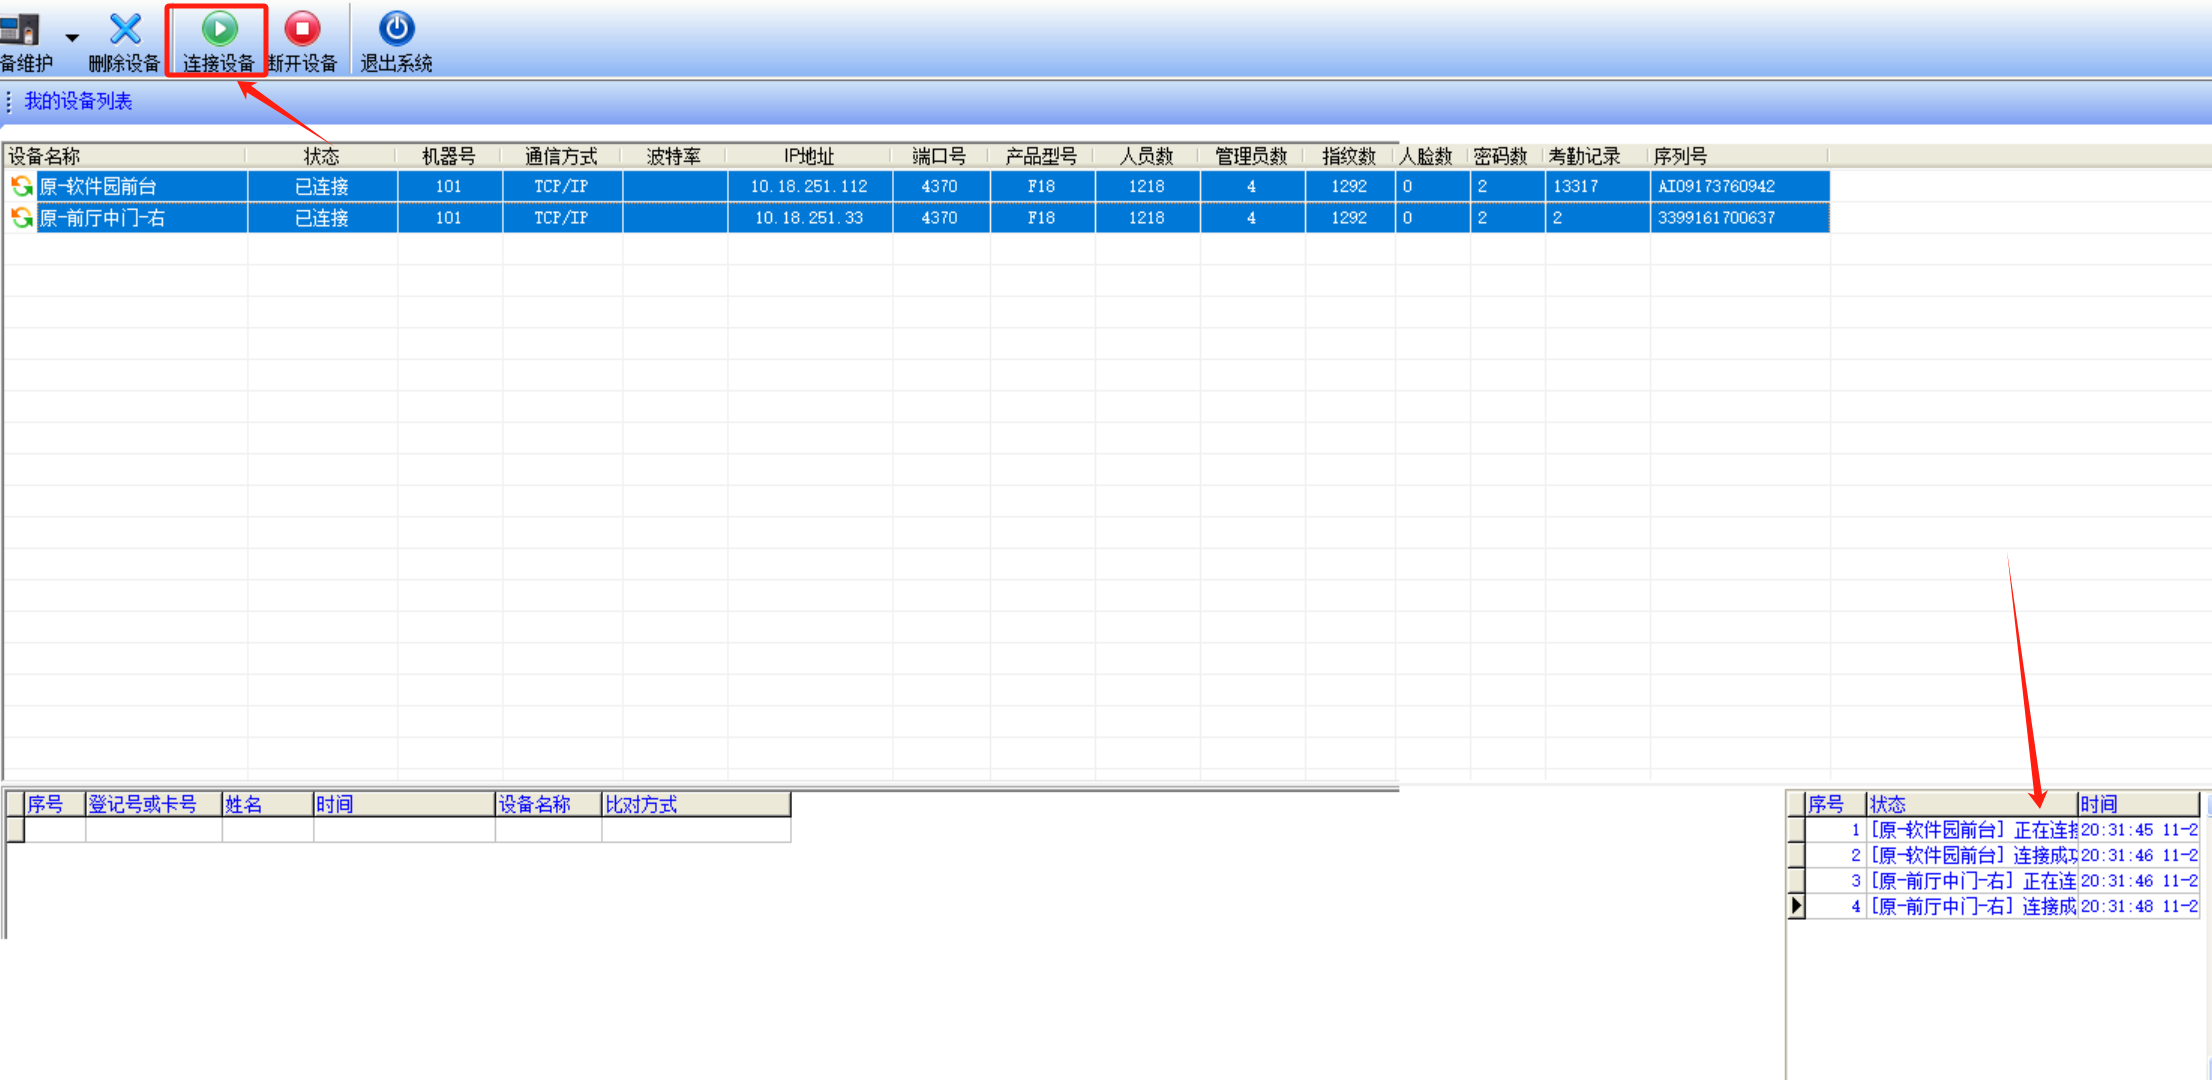 备维护 删除设备 连接设备 断开设备 退出系统
我的设备列表
设备名称 状态 机器号 通信方式 波特率 IP地址 端口号 产品型号 人员数 管理员数 指纹数 人脸数 密码数 考勤记录 序列号
原-软件园前台 已连接 101 TCP/IP 10.18.251.112 4370 F18 1218 4 1292 0 2 13317 AI09173760942
原-前厅中门-右 已连接 101 TCP/IP 10.18.251.33 4370 F18 1218 4 1292 0 2 2 3399161700637
序号 登记号或卡号 姓名 时间 设备名称 比对方式
序号 状态 时间
1 [原-软件园前台] 正在连接 20:31:45 11-2
2 [原-软件园前台] 连接成功 20:31:46 11-2
3 [原-前厅中门-右] 正在连 20:31:46 11-2
4 [原-前厅中门-右] 连接成 20:31:48 11-2